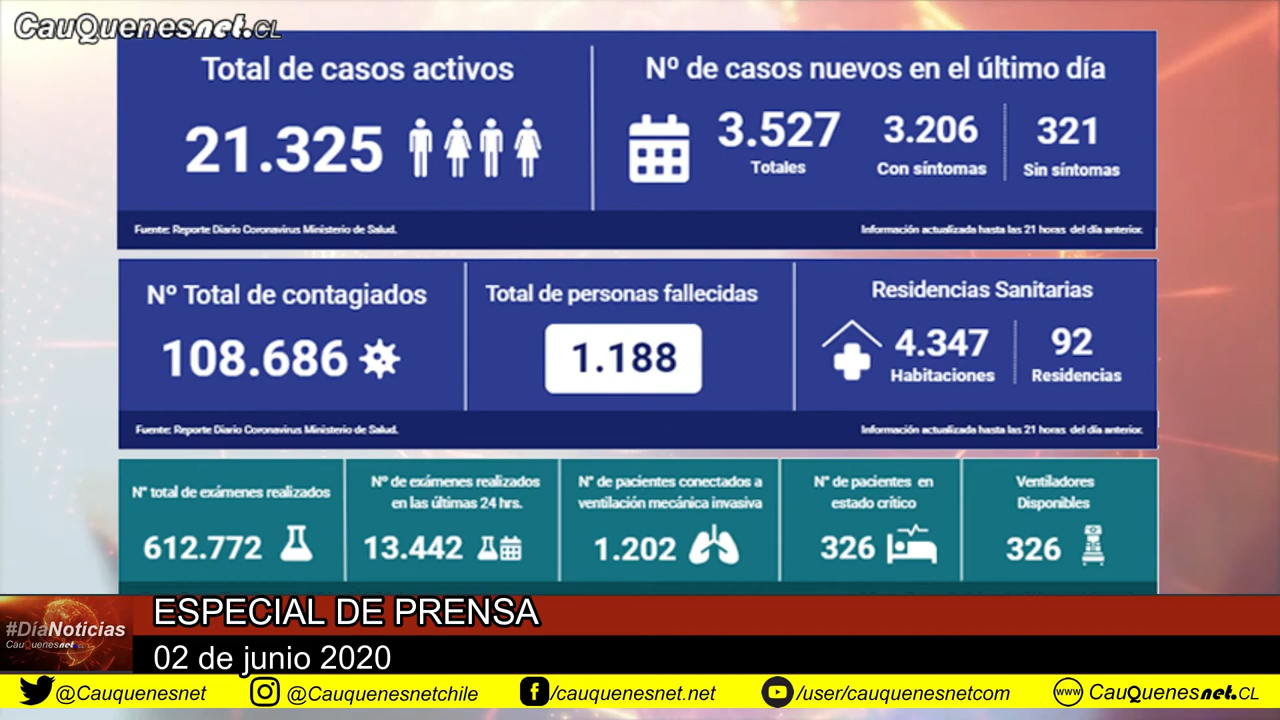 CauQuenesnet.CL
Total de casos activos
21.325
Nº de casos nuevos en el último día
3.527
Totales
3.206
Con síntomas
321
Sin síntomas
Fuente: Reporte Diario Coronavirus Ministerio de Salud.
Información actualizada hasta las 21 horas del día anterior.
Nº Total de contagiados
108.686
Total de personas fallecidas
1.188
Residencias Sanitarias
4.347
Habitaciones
92
Residencias
Fuente: Reporte Diario Coronavirus Ministerio de Salud.
Información actualizada hasta las 21 horas del día anterior.
N° total de exámenes realizados
612.772
Nº de exámenes realizados
en las últimas 24 hrs.
13.442
N° de pacientes conectados a
ventilación mecánica invasiva
1.202
N° de pacientes en
estado crítico
326
Ventiladores
Disponibles
326
#DíaNoticias
CauQuenesnet
ESPECIAL DE PRENSA
02 de junio 2020
@Cauquenesnet
@Cauquenesnetchile
/cauquenesnet.net
/user/cauquenesnetcom
www
CauQuenesnet.CL